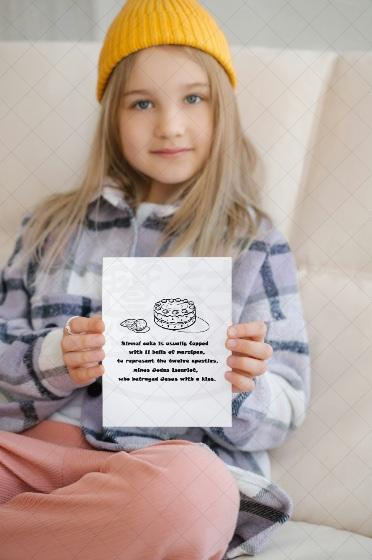 Simnal cake is usually topped
with 11 balls of marzipan,
to represent the twelve apostles,
minus Judas Iscariot,
who betrayed Jesus with a kiss.